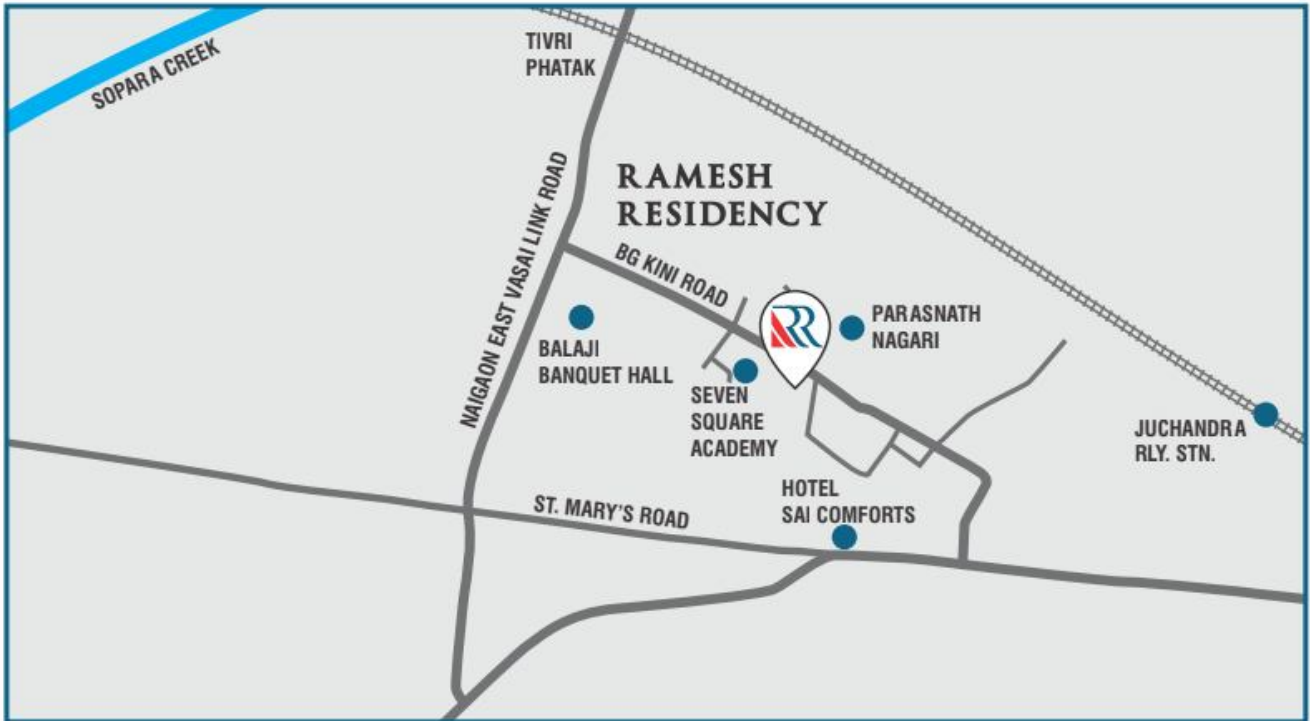 SOPARA CREEK
TIVRI
PHATAK
RAMESH
RESIDENCY
NAIGAON EAST VASAI LINK ROAD
BG KINI ROAD
RR
PARASNATH
NAGARI
BALAJI
BANQUET HALL
SEVEN
SQUARE
ACADEMY
JUCHANDRA
RLY. STN.
HOTEL
SAI COMFORTS
ST. MARY'S ROAD